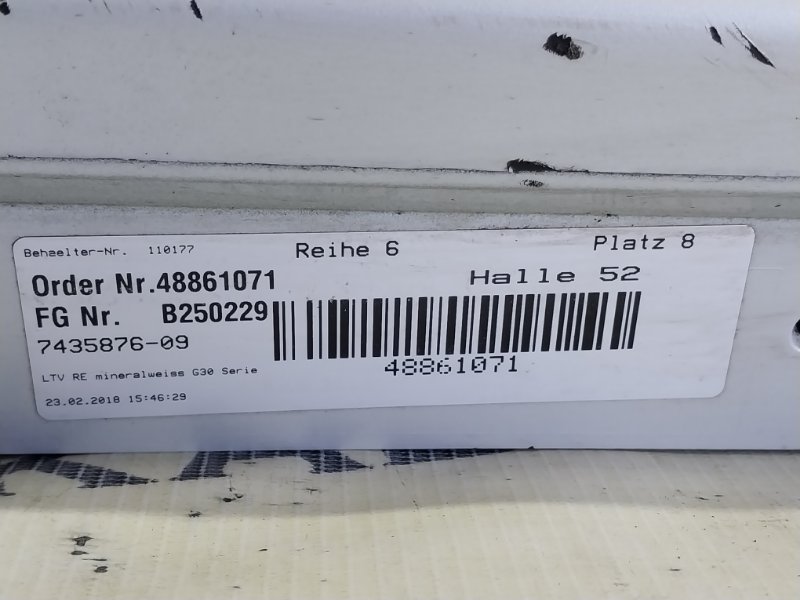 Behaelter-Nr. 110177 Reihe 6 Platz 8
Order Nr.48861071 Halle 52
FG Nr. B250229
7435876-09
48861071
LTV RE mineralweiss G30 Serie
23.02.2018 15:46:29